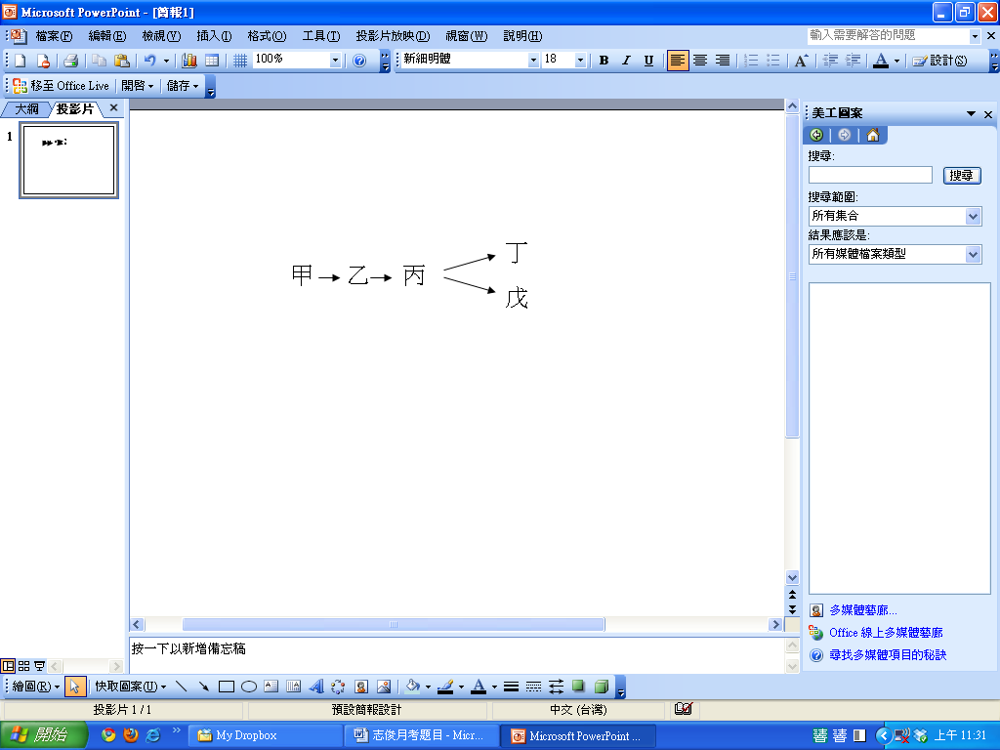 Microsoft PowerPoint - [簡報1]
檔案(F) 編輯(E) 檢視(V) 插入(I) 格式(O) 工具(T) 投影片放映(D) 視窗(W) 說明(H) 輸入需要解答的問題
100% 新細明體 18 B I U A A 設計(S)
移至 Office Live 開啓 儲存
大綱 投影片
1
甲 乙 丙
丁
戊
美工圖案
搜尋:
搜尋
搜尋範圍:
所有集合
結果應該是:
所有媒體檔案類型
多媒體藝廊...
Office 線上多媒體藝廊
尋找多媒體項目的秘訣
按一下以新增備忘稿
繪圖(R) 快取圖案(U) A A A
投影片 1 / 1 預設簡報設計 中文 (台灣)
開始 My Dropbox 志俊月考題目 - Micr... Microsoft PowerPoint ... 上午 11:31